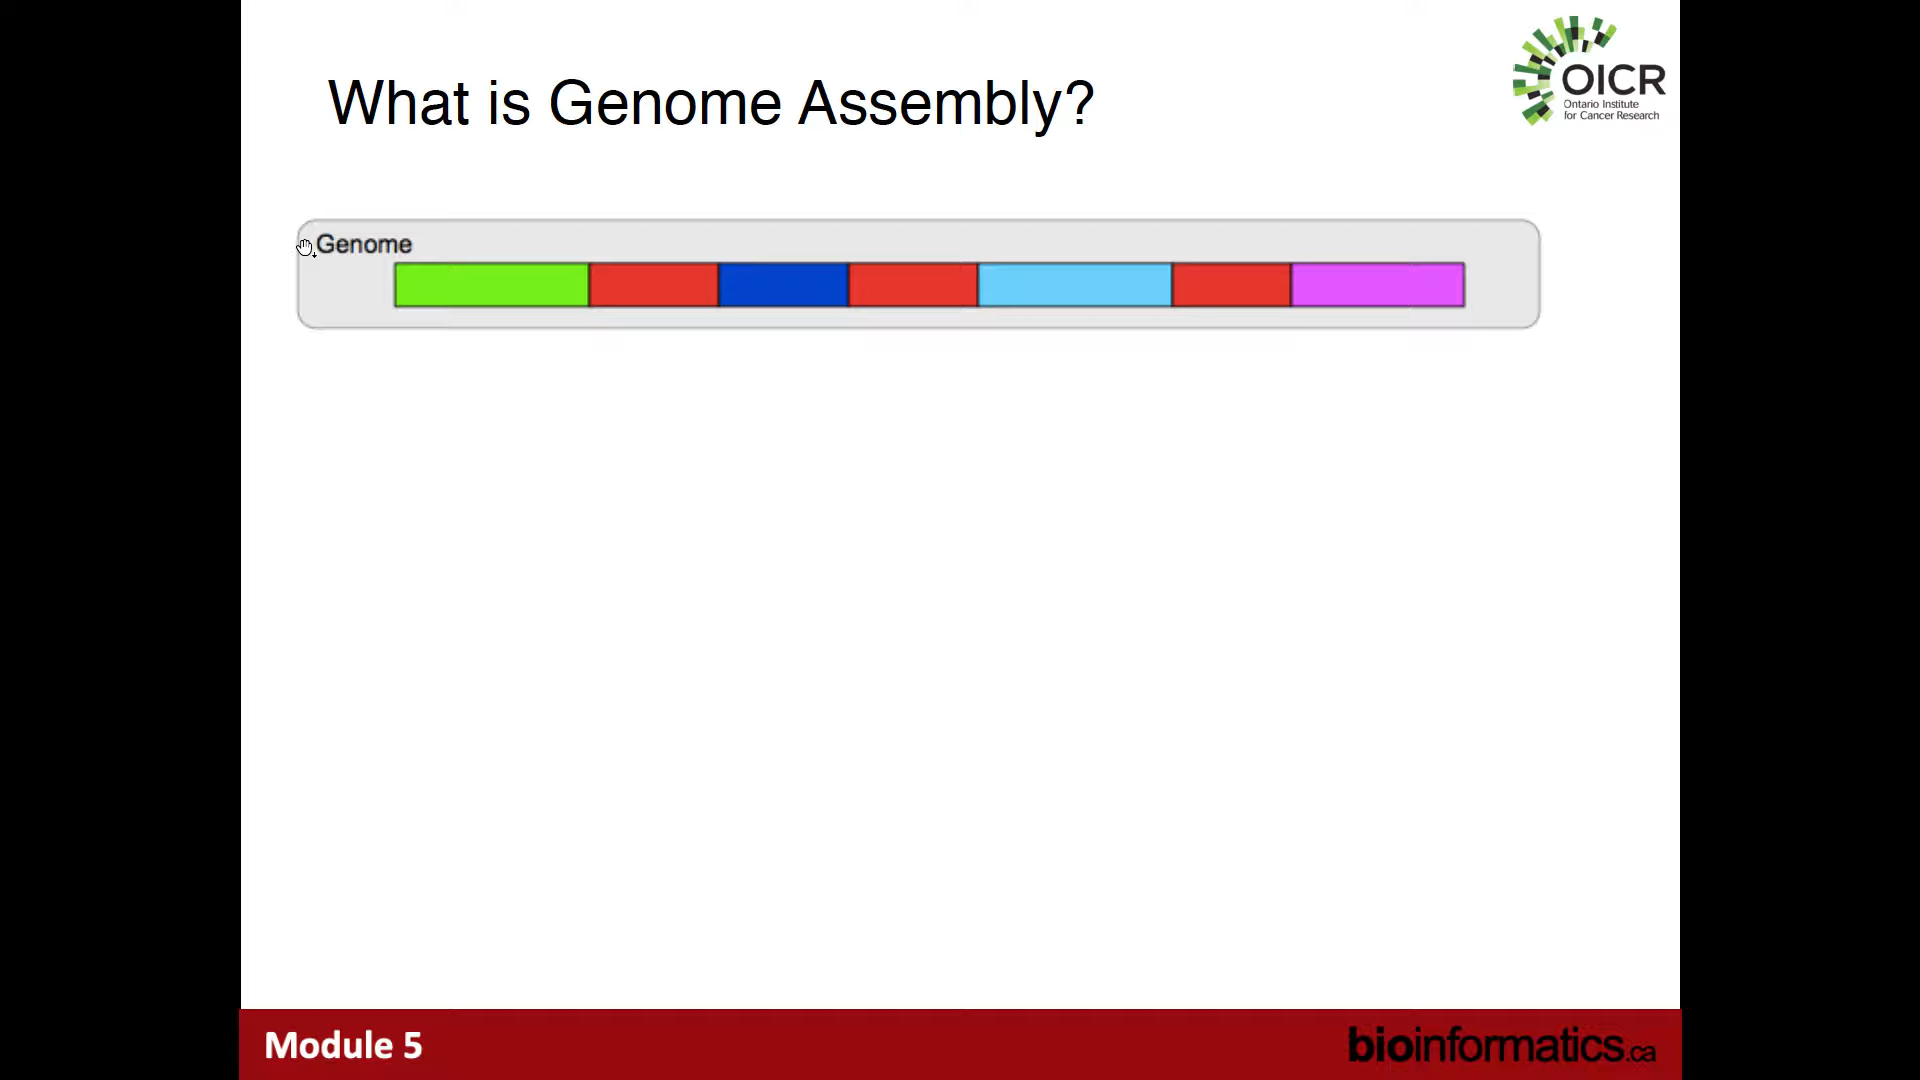 What is Genome Assembly?
OICR
Ontario Institute
for Cancer Research
Genome
Module 5
bioinformatics.ca